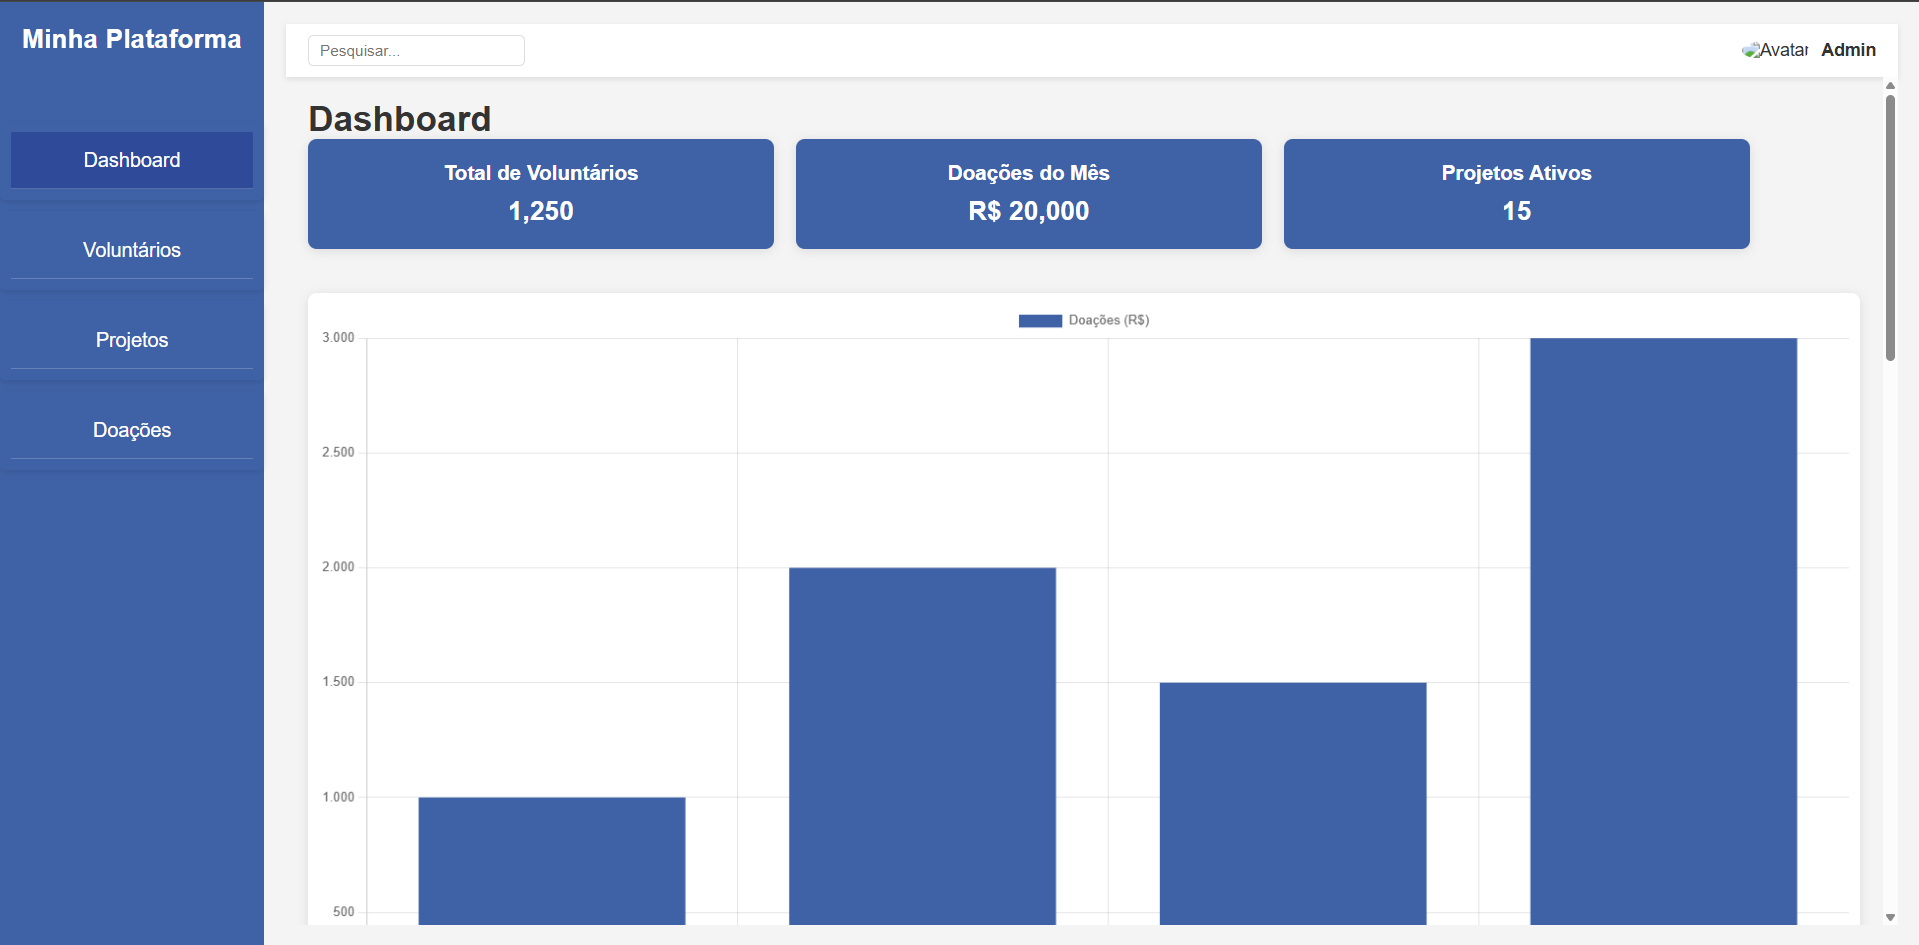 Minha Plataforma
Dashboard
Voluntários
Projetos
Doações
Pesquisar...
Avatar
Admin
Dashboard
Total de Voluntários
1,250
Doações do Mês
R$ 20,000
Projetos Ativos
15
Doações (R$)
3.000
2.500
2.000
1.500
1.000
500